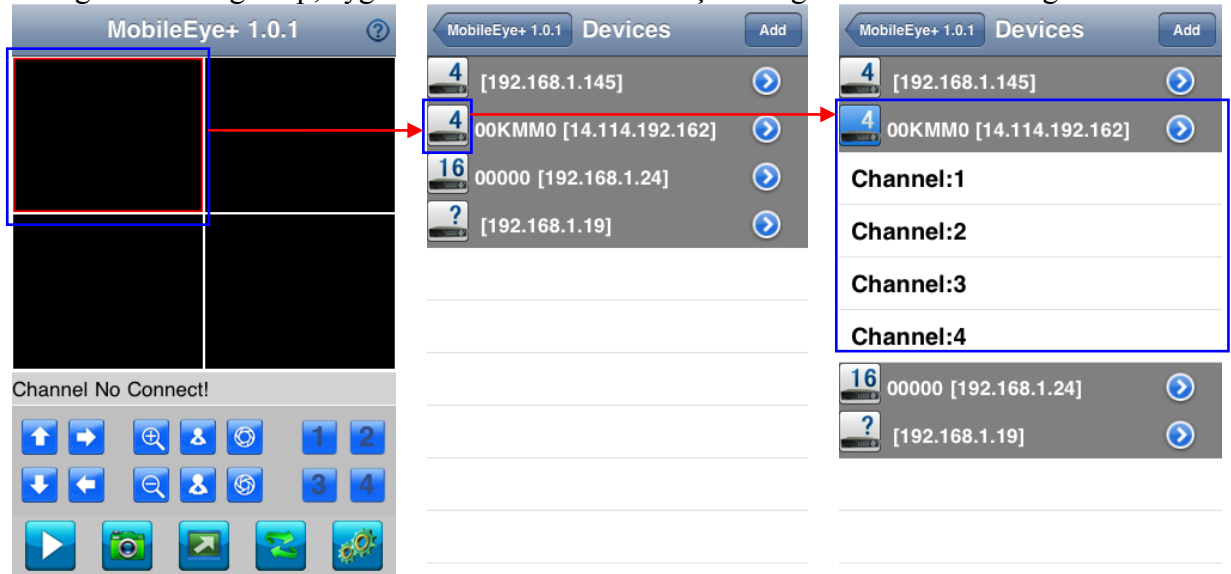 MobileEye+ 1.0.1
?
Channel No Connect!
1 2
3 4
MobileEye+ 1.0.1 Devices Add
4 [192.168.1.145]
4 00KMM0 [14.114.192.162]
16 00000 [192.168.1.24]
? [192.168.1.19]
MobileEye+ 1.0.1 Devices Add
4 [192.168.1.145]
4 00KMM0 [14.114.192.162]
Channel:1
Channel:2
Channel:3
Channel:4
16 00000 [192.168.1.24]
? [192.168.1.19]